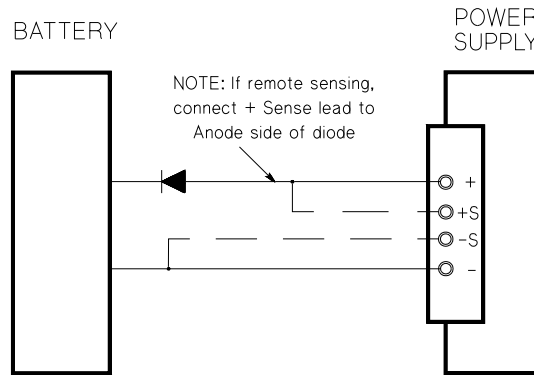 BATTERY
POWER
SUPPLY
NOTE: If remote sensing,
connect + Sense lead to
Anode side of diode
+
+S
-S
-